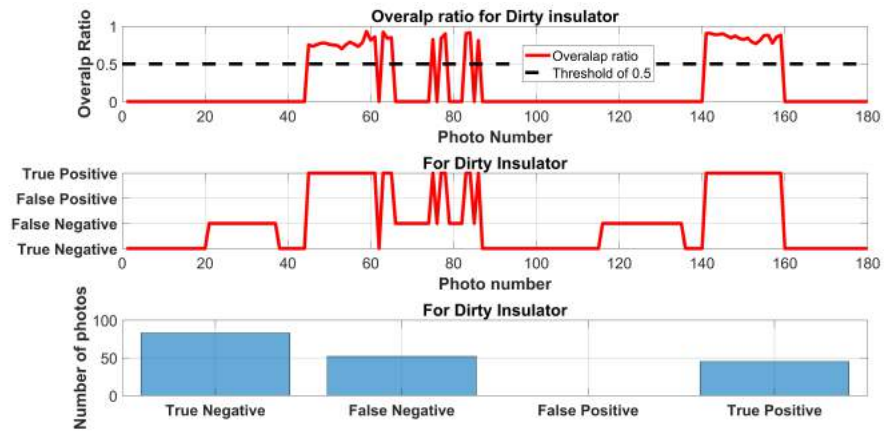 Overalp ratio for Dirty insulator
Overalp Ratio
1
0.5
0
Overalap ratio
Threshold of 0.5
0 20 40 60 80 100 120 140 160 180
Photo Number
For Dirty Insulator
True Positive
False Positive
False Negative
True Negative
0 20 40 60 80 100 120 140 160 180
Photo number
For Dirty Insulator
Number of photos
100
50
0
True Negative False Negative False Positive True Positive